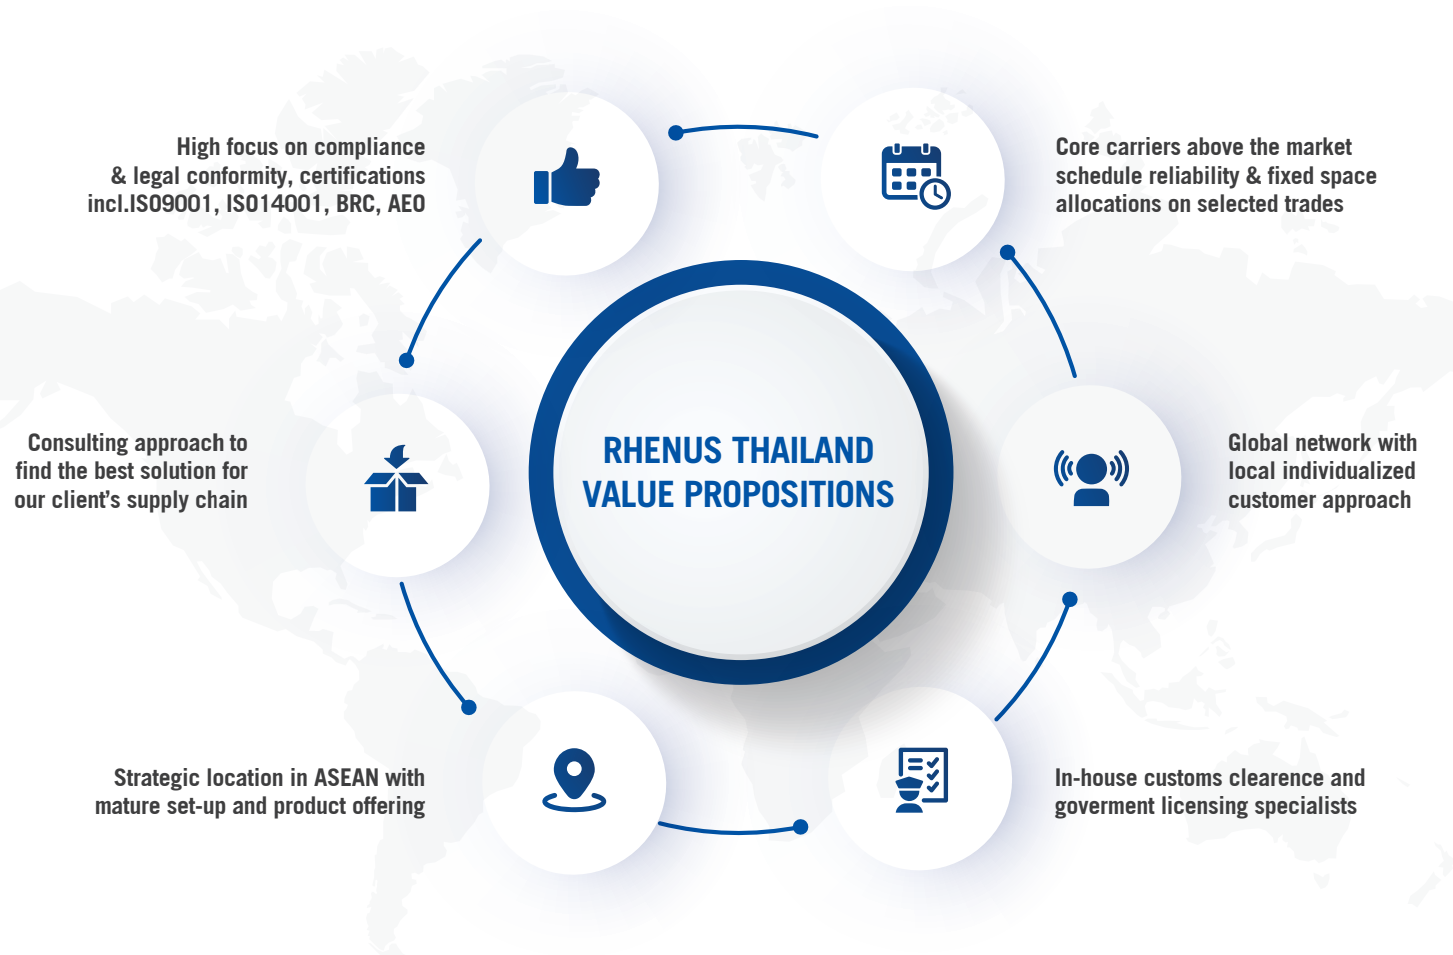 High focus on compliance
& legal conformity, certifications
incl.ISO9001, ISO14001, BRC, AEO
Core carriers above the market
schedule reliability & fixed space
allocations on selected trades
Consulting approach to
find the best solution for
our client's supply chain
RHENUS THAILAND
VALUE PROPOSITIONS
Global network with
local individualized
customer approach
Strategic location in ASEAN with
mature set-up and product offering
In-house customs clearence and
goverment licensing specialists